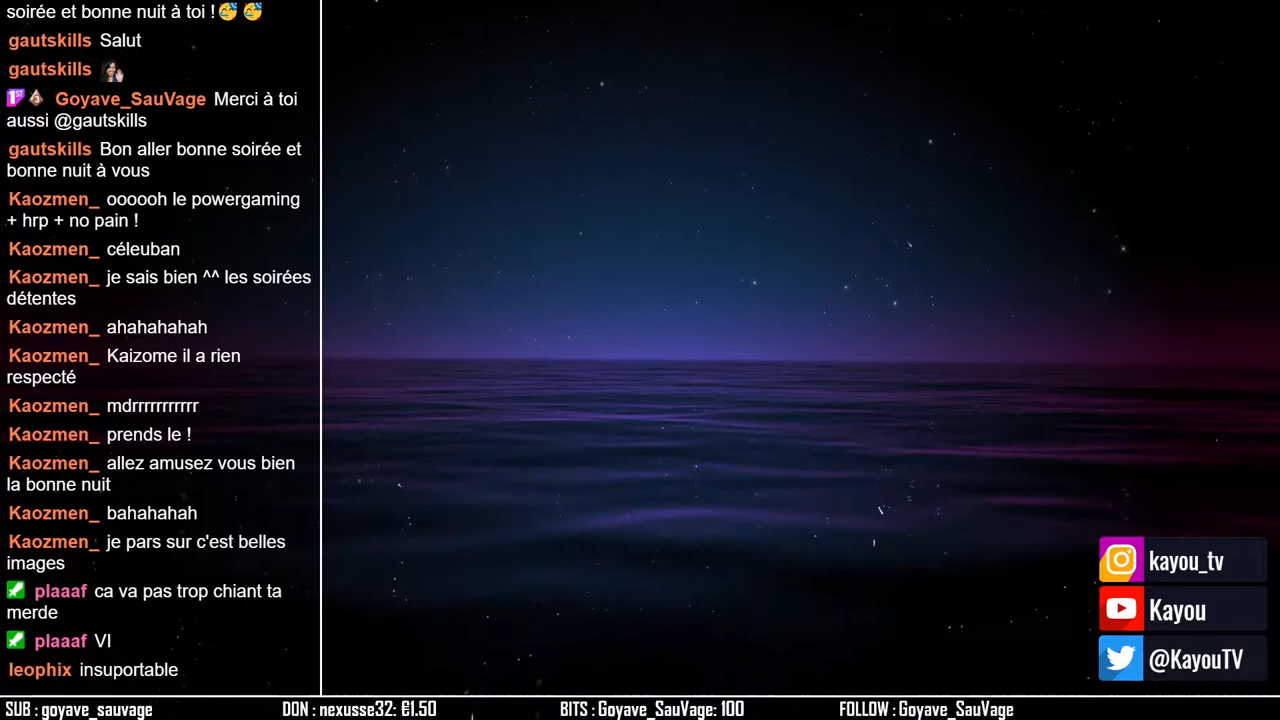 soirée et bonne nuit à toi !🥳 🥳
gautskills Salut
gautskills
1ST 3 Goyave_SauVage Merci à toi
aussi @gautskills
gautskills Bon aller bonne soirée et
bonne nuit à vous
Kaozmen_ oooooh le powergaming
+ hrp + no pain !
Kaozmen_ céleuban
Kaozmen_ je sais bien ^^ les soirées
détentes
Kaozmen_ ahahahahah
Kaozmen_ Kaizome il a rien
respecté
Kaozmen_ mdrrrrrrrrrrr
Kaozmen_ prends le !
Kaozmen_ allez amusez vous bien
la bonne nuit
Kaozmen_ bahahahah
Kaozmen_ je pars sur c'est belles
images
plaaaf ca va pas trop chiant ta
merde
plaaaf VI
leophix insuportable
kayou_tv
Kayou
@KayouTV
SUB : goyave_sauvage DON : nexusse32: €1.50 BITS : Goyave_SauVage: 100 FOLLOW : Goyave_SauVage